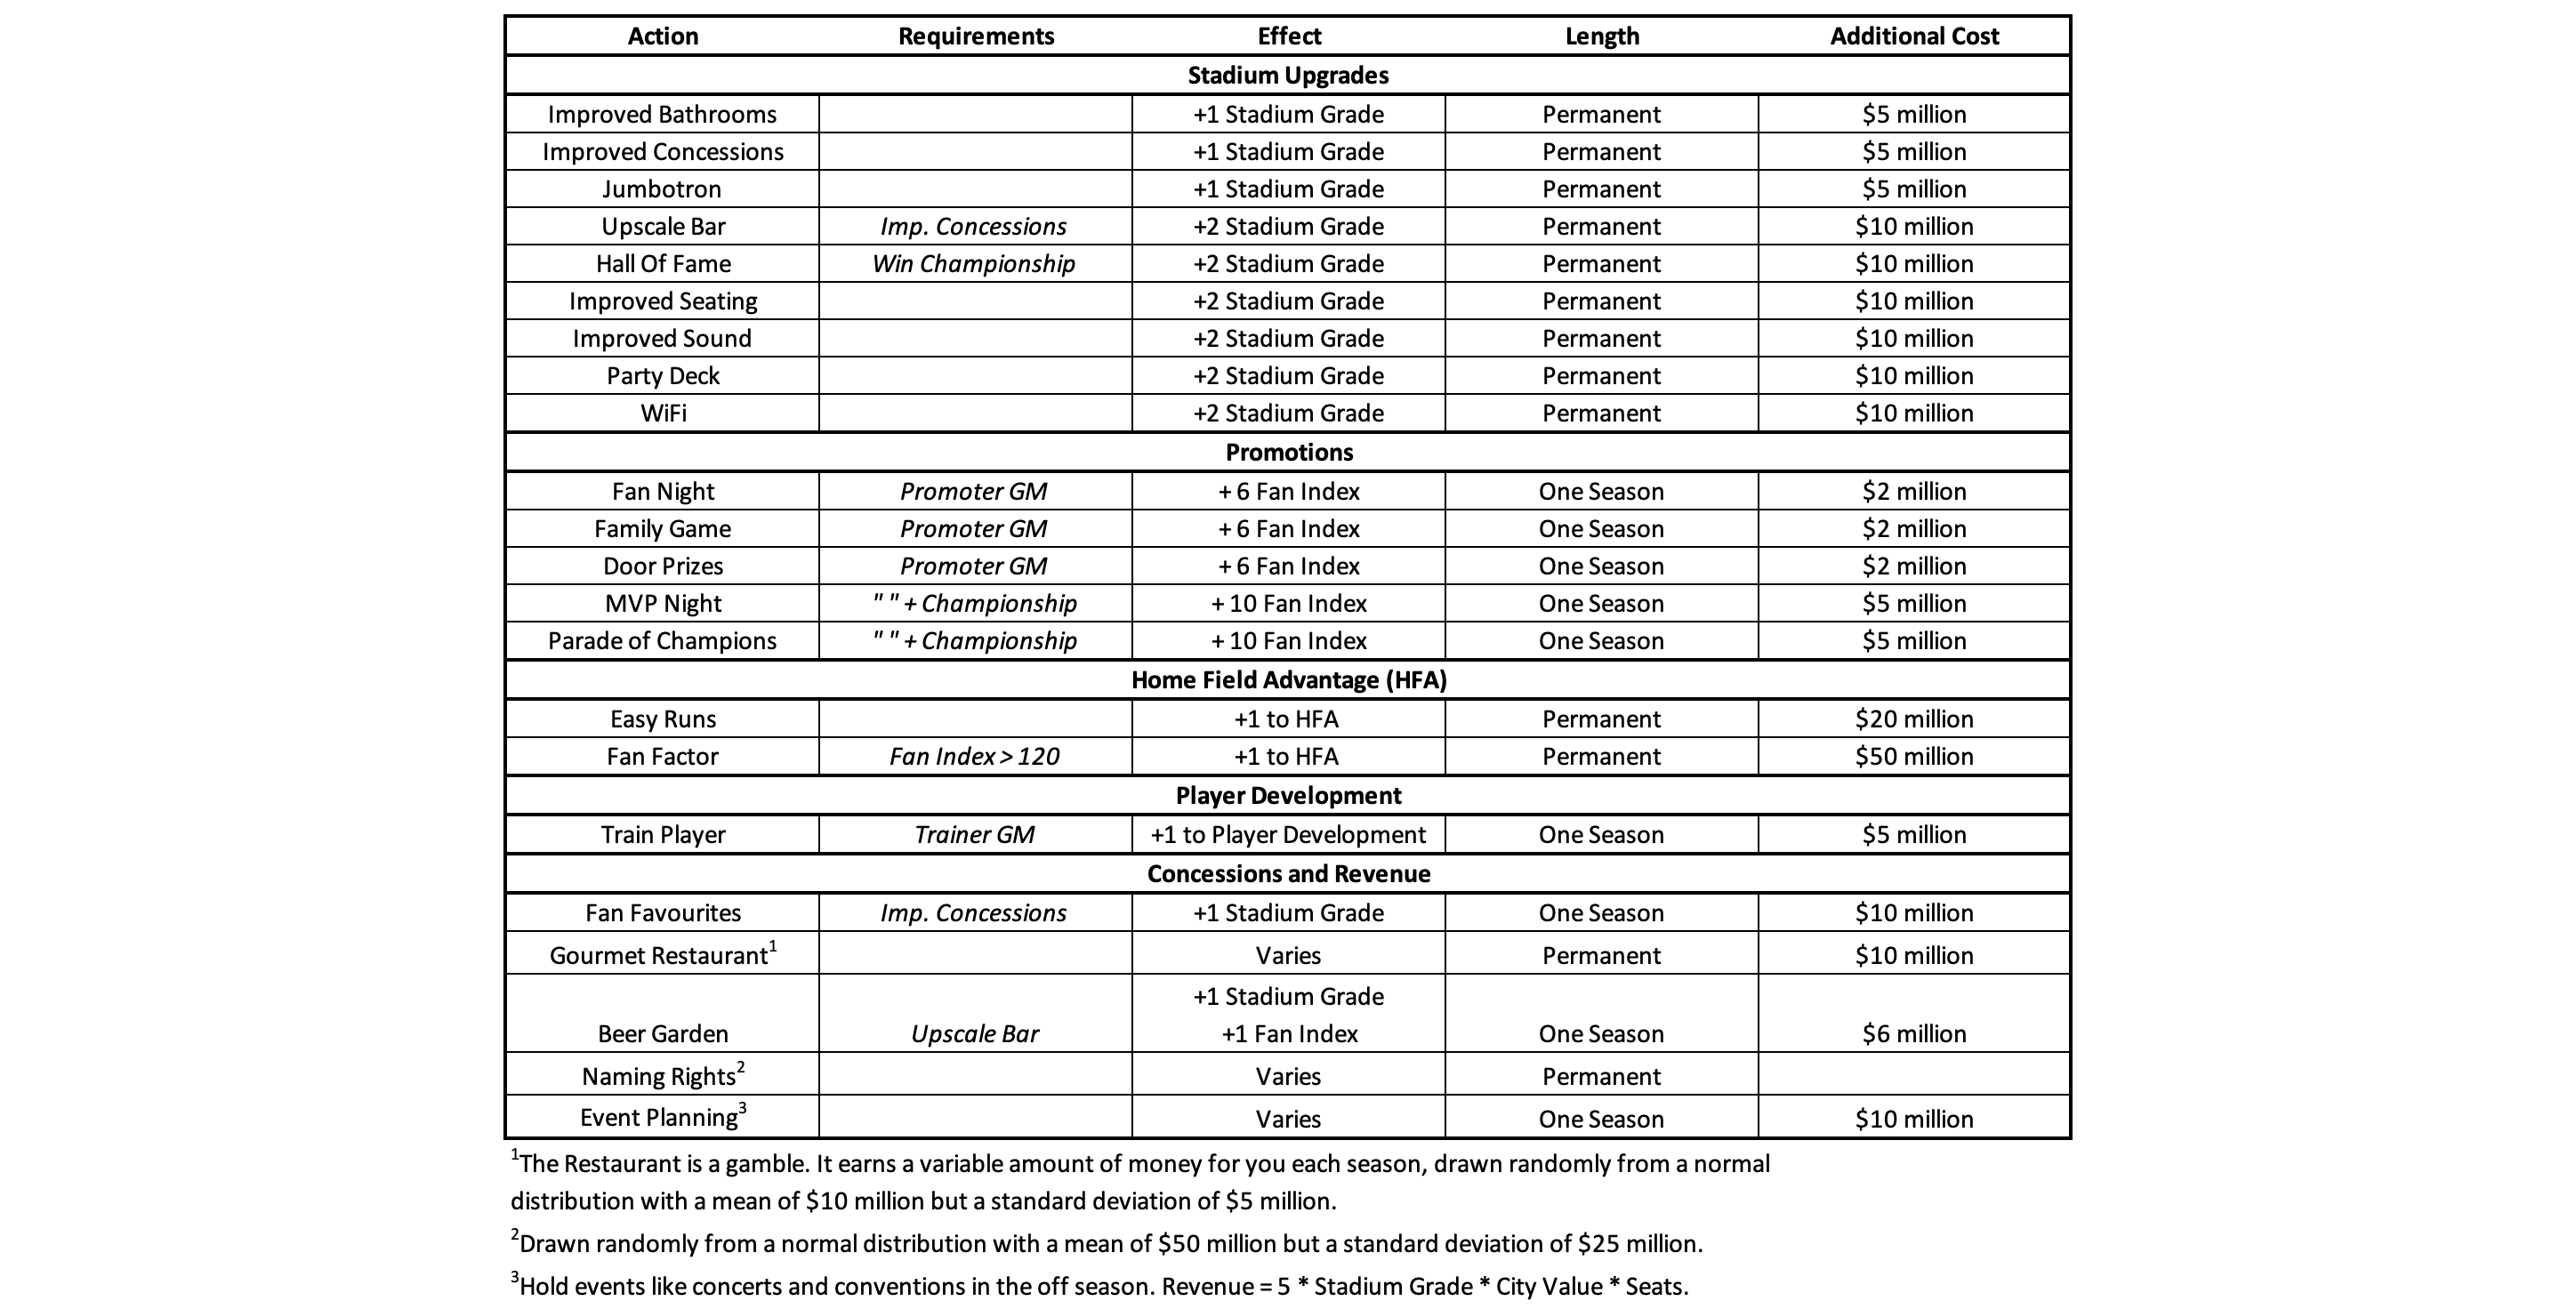 Action Requirements Effect Length Additional Cost
Stadium Upgrades
Improved Bathrooms +1 Stadium Grade Permanent $5 million
Improved Concessions +1 Stadium Grade Permanent $5 million
Jumbotron +1 Stadium Grade Permanent $5 million
Upscale Bar Imp. Concessions +2 Stadium Grade Permanent $10 million
Hall Of Fame Win Championship +2 Stadium Grade Permanent $10 million
Improved Seating +2 Stadium Grade Permanent $10 million
Improved Sound +2 Stadium Grade Permanent $10 million
Party Deck +2 Stadium Grade Permanent $10 million
WiFi +2 Stadium Grade Permanent $10 million
Promotions
Fan Night Promoter GM + 6 Fan Index One Season $2 million
Family Game Promoter GM + 6 Fan Index One Season $2 million
Door Prizes Promoter GM + 6 Fan Index One Season $2 million
MVP Night " " + Championship + 10 Fan Index One Season $5 million
Parade of Champions " " + Championship + 10 Fan Index One Season $5 million
Home Field Advantage (HFA)
Easy Runs +1 to HFA Permanent $20 million
Fan Factor Fan Index > 120 +1 to HFA Permanent $50 million
Player Development
Train Player Trainer GM +1 to Player Development One Season $5 million
Concessions and Revenue
Fan Favourites Imp. Concessions +1 Stadium Grade One Season $10 million
Gourmet Restaurant¹ Varies Permanent $10 million
+1 Stadium Grade
Beer Garden Upscale Bar +1 Fan Index One Season $6 million
Naming Rights² Varies Permanent
Event Planning³ Varies One Season $10 million
¹The Restaurant is a gamble. It earns a variable amount of money for you each season, drawn randomly from a normal
distribution with a mean of $10 million but a standard deviation of $5 million.
²Drawn randomly from a normal distribution with a mean of $50 million but a standard deviation of $25 million.
³Hold events like concerts and conventions in the off season. Revenue = 5 * Stadium Grade * City Value * Seats.